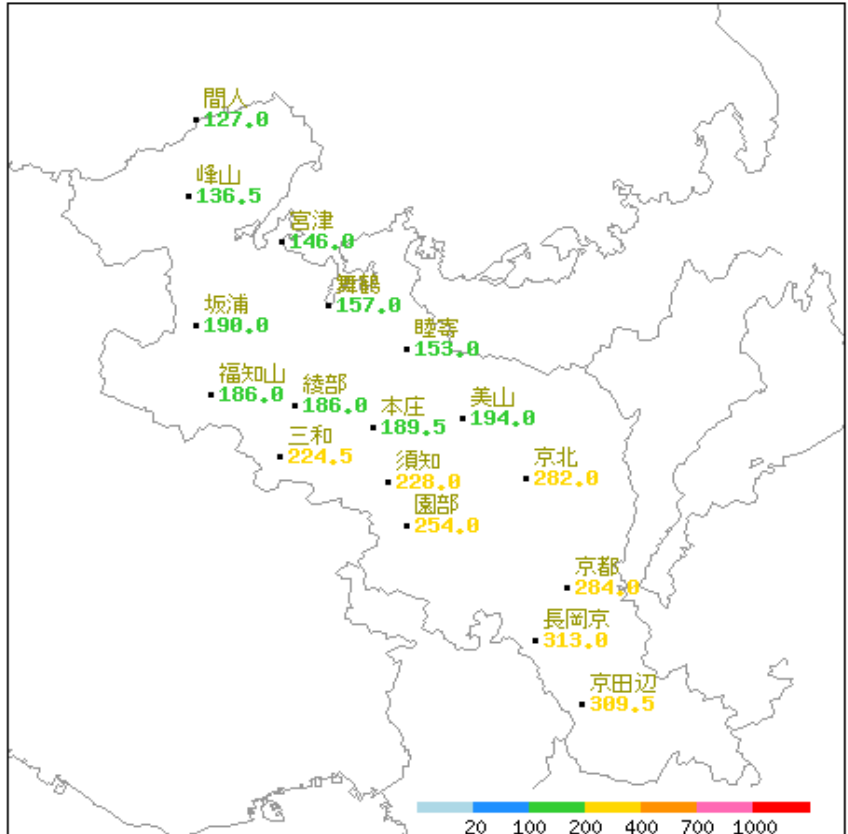 間人
127.0
峰山
136.5
宮津
146.0
舞鶴
157.0
坂浦
190.0
睦寄
153.0
福知山
186.0
綾部
186.0
本庄
189.5
美山
194.0
三和
224.5
須知
228.0
京北
282.0
園部
254.0
京都
284.0
長岡京
313.0
京田辺
309.5
20 100 200 400 700 1000